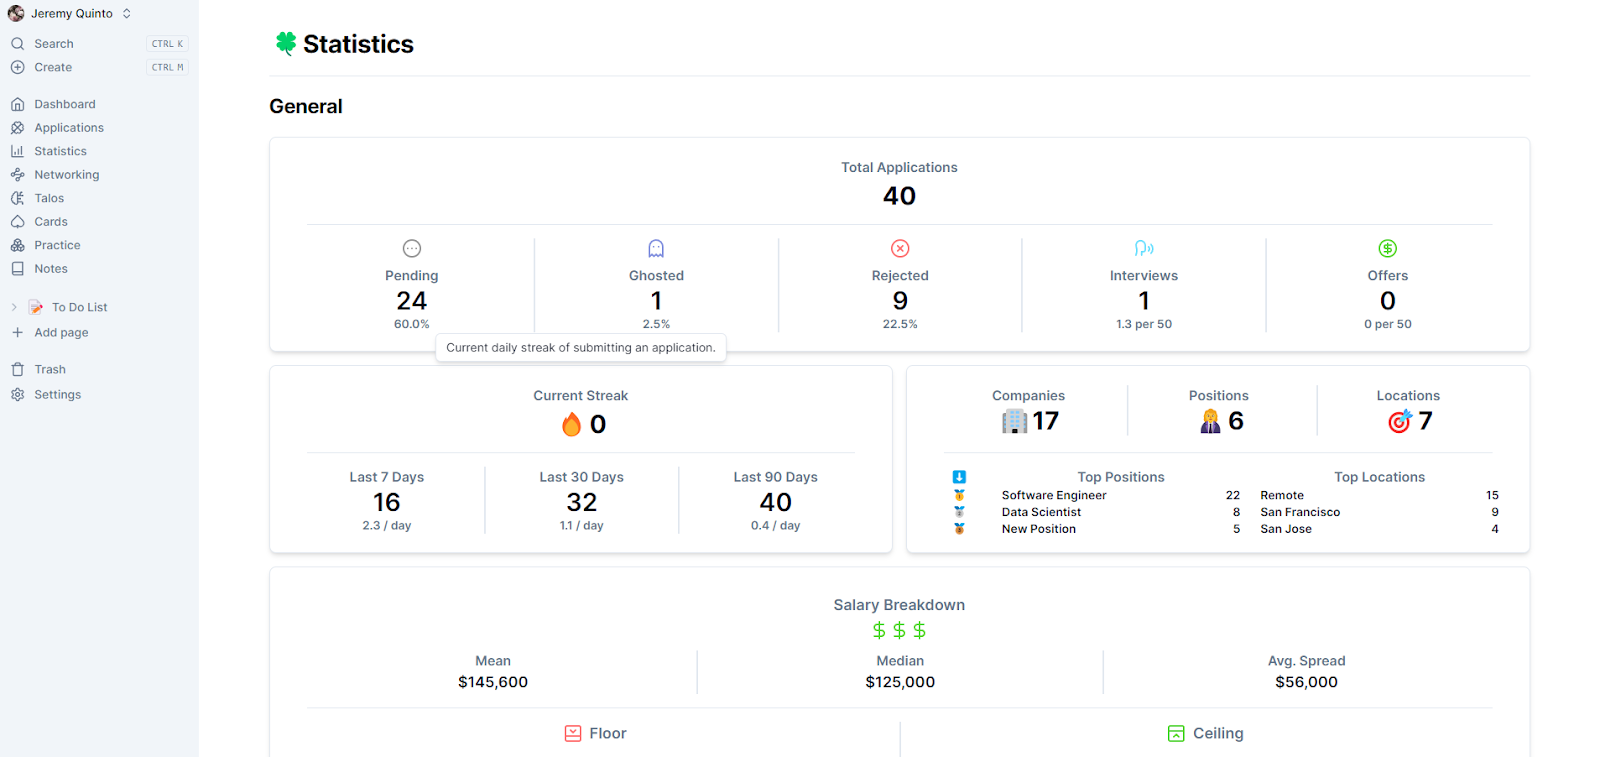 Jeremy Quinto
Search CTRL K
Create CTRL M
Dashboard
Applications
Statistics
Networking
Talos
Cards
Practice
Notes
To Do List
Add page
Trash
Settings
Statistics
General
Total Applications
40
Pending Ghosted Rejected Interviews Offers
24 1 9 1 0
60.0% 2.5% 22.5% 1.3 per 50 0 per 50
Current daily streak of submitting an application.
Current Streak
0
Last 7 Days Last 30 Days Last 90 Days
16 32 40
2.3 / day 1.1 / day 0.4 / day
Companies Positions Locations
17 6 7
Top Positions Top Locations
Software Engineer 22 Remote 15
Data Scientist 8 San Francisco 9
New Position 5 San Jose 4
Salary Breakdown
$ $ $
Mean Median Avg. Spread
$145,600 $125,000 $56,000
Floor Ceiling